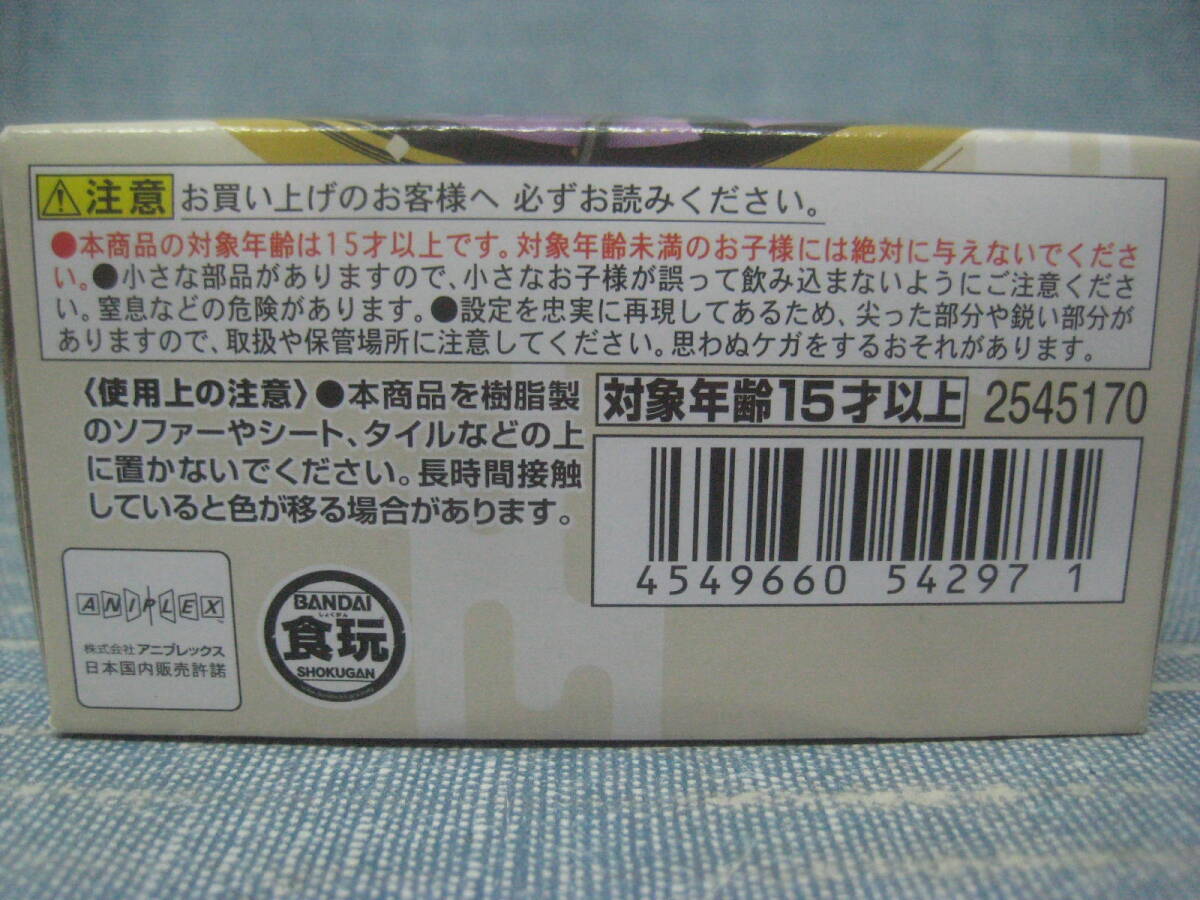 注意 お買い上げのお客様へ 必ずお読みください。
●本商品の対象年齢は15才以上です。対象年齢未満のお子様には絶対に与えないでくださ
い。●小さな部品がありますので、小さなお子様が誤って飲み込まないようにご注意くださ
い。窒息などの危険があります。●設定を忠実に再現してあるため、尖った部分や鋭い部分が
ありますので、取扱や保管場所に注意してください。思わぬケガをするおそれがあります。
〈使用上の注意〉●本商品を樹脂製
のソファーやシート、タイルなどの上
に置かないでください。長時間接触
していると色が移る場合があります。
対象年齢15才以上 2545170
4549660 54297 1
ANIPLEX
株式会社 アニプレックス
日本国内販売許諾
BANDAI
しょくがん
食玩
SHOKUGAN